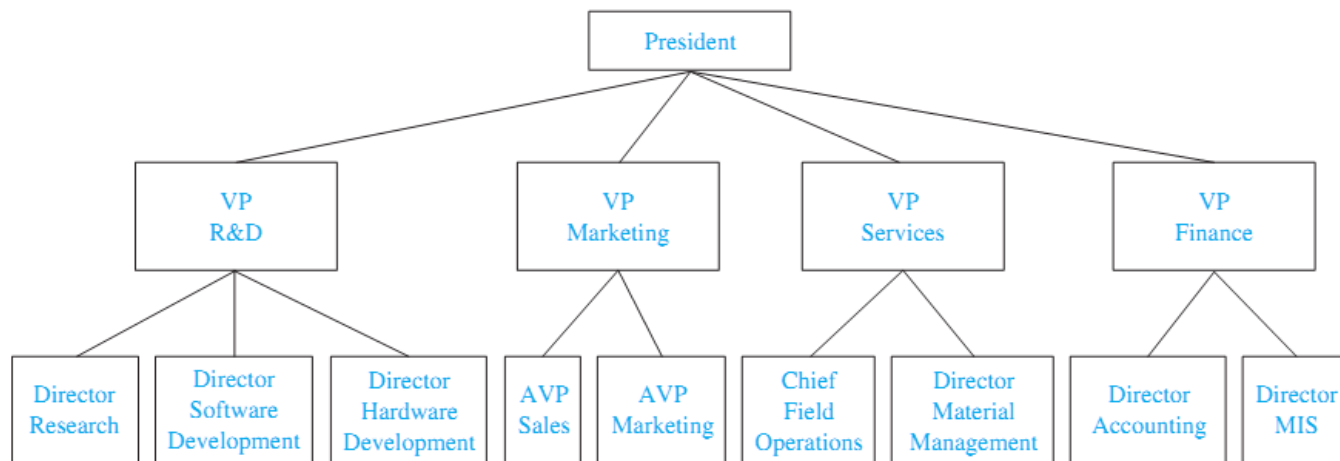 President
VP
R&D
VP
Marketing
VP
Services
VP
Finance
Director
Research
Director
Software
Development
Director
Hardware
Development
AVP
Sales
AVP
Marketing
Chief
Field
Operations
Director
Material
Management
Director
Accounting
Director
MIS